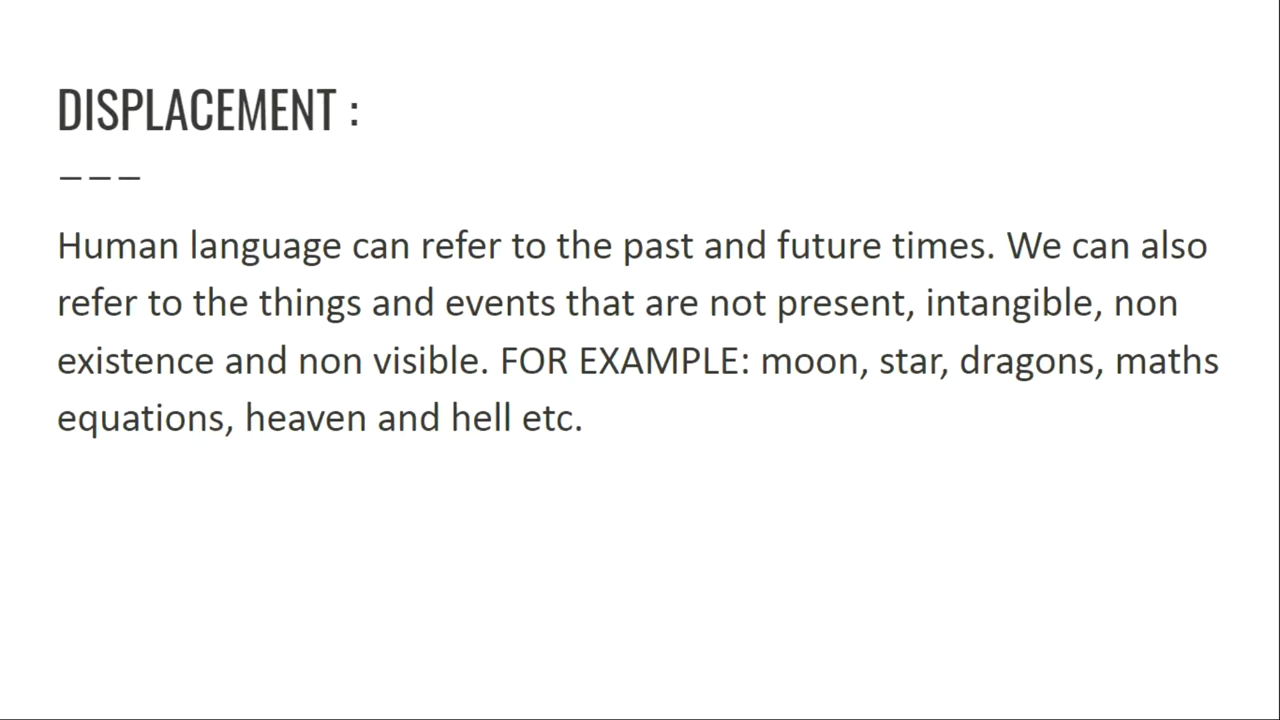 DISPLACEMENT :
Human language can refer to the past and future times. We can also
refer to the things and events that are not present, intangible, non
existence and non visible. FOR EXAMPLE: moon, star, dragons, maths
equations, heaven and hell etc.